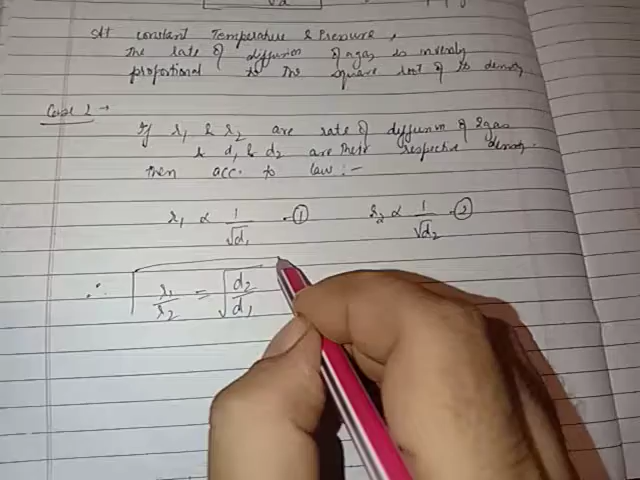 √d
At constant Temperature & Pressure,
the rate of diffusion of a gas is inversly
proportional to the square root of its density
Case 1 →
If r₁ & r₂ are rate of diffusion of 2 gas
& d₁ & d₂ are their respective density.
then acc. to law :-
r₁ ∝ 1/√d₁ -① r₂ ∝ 1/√d₂ -②
∴ r₁/r₂ = √d₂/d₁